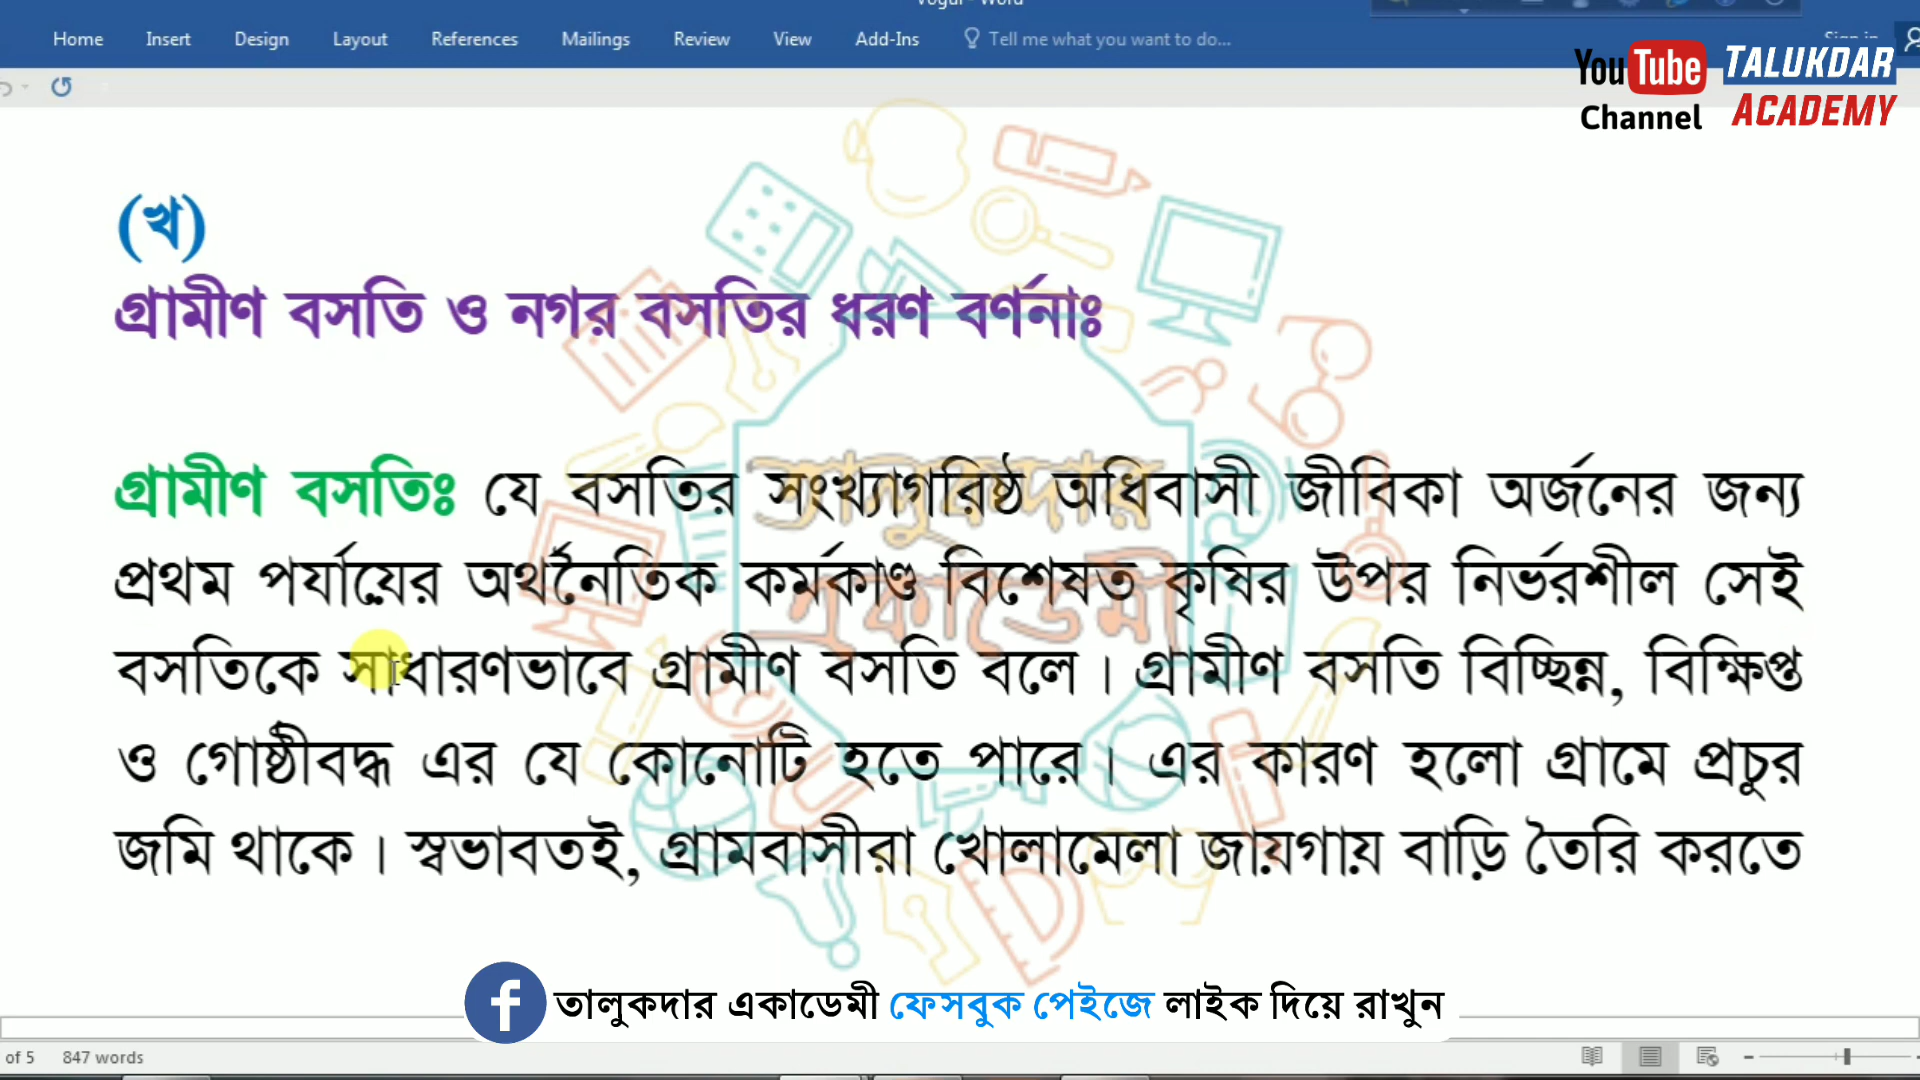 Home Insert Design Layout References Mailings Review View Add-Ins Tell me what you want to do...
YouTube TALUKDAR
Channel ACADEMY
(খ)
গ্রামীণ বসতি ও নগর বসতির ধরণ বর্ণনাঃ
গ্রামীণ বসতিঃ যে বসতির সংখ্যাগরিষ্ঠ অধিবাসী জীবিকা অর্জনের জন্য
প্রথম পর্যায়ের অর্থনৈতিক কর্মকাণ্ড বিশেষত কৃষির উপর নির্ভরশীল সেই
বসতিকে সাধারণভাবে গ্রামীণ বসতি বলে। গ্রামীণ বসতি বিচ্ছিন্ন, বিক্ষিপ্ত
ও গোষ্ঠীবদ্ধ এর যে কোনোটি হতে পারে। এর কারণ হলো গ্রামে প্রচুর
জমি থাকে। স্বভাবতই, গ্রামবাসীরা খোলামেলা জায়গায় বাড়ি তৈরি করতে
তালুকদার
একাডেমী
f তালুকদার একাডেমী ফেসবুক পেইজে লাইক দিয়ে রাখুন
of 5 847 words